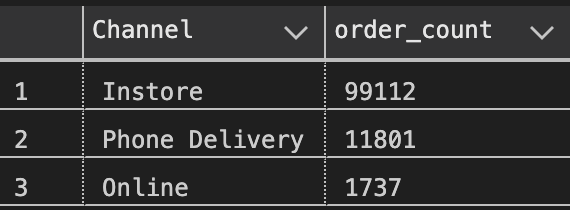 Channel order_count
1 Instore 99112
2 Phone Delivery 11801
3 Online 1737